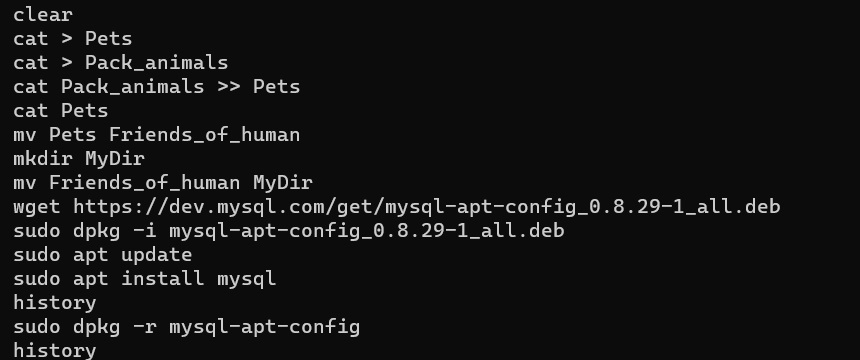 clear
cat > Pets
cat > Pack_animals
cat Pack_animals >> Pets
cat Pets
mv Pets Friends_of_human
mkdir MyDir
mv Friends_of_human MyDir
wget https://dev.mysql.com/get/mysql-apt-config_0.8.29-1_all.deb
sudo dpkg -i mysql-apt-config_0.8.29-1_all.deb
sudo apt update
sudo apt install mysql
history
sudo dpkg -r mysql-apt-config
history